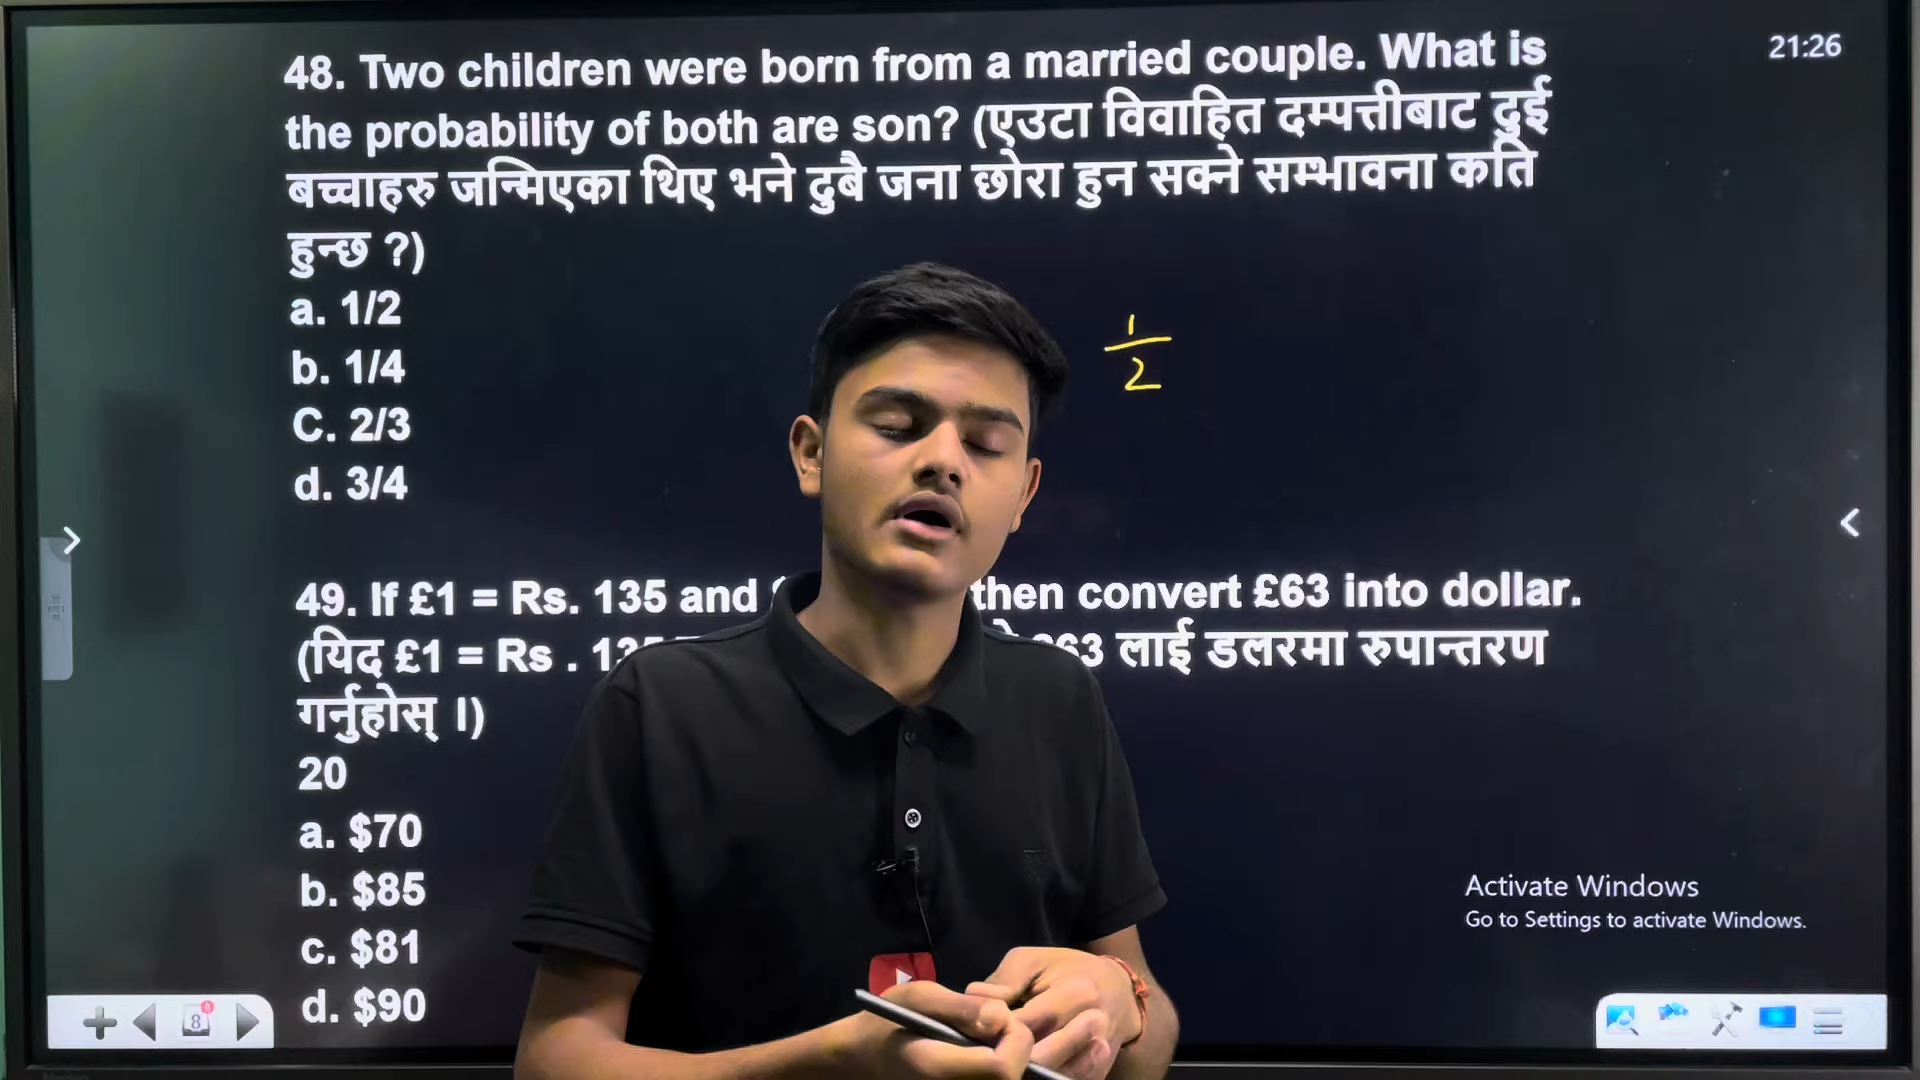 21:26
48. Two children were born from a married couple. What is
the probability of both are son? (एउटा विवाहित दम्पत्तीबाट दुई
बच्चाहरु जन्मिएका थिए भने दुबै जना छोरा हुन सक्ने सम्भावना कति
हुन्छ ?)
a. 1/2
b. 1/4
C. 2/3
d. 3/4
1
2
49. If £1 = Rs. 135 and then convert £63 into dollar.
(यिद £1 = Rs . 135 £63 लाई डलरमा रुपान्तरण
गर्नुहोस् ।)
20
a. $70
b. $85
c. $81
d. $90
Activate Windows
Go to Settings to activate Windows.
8